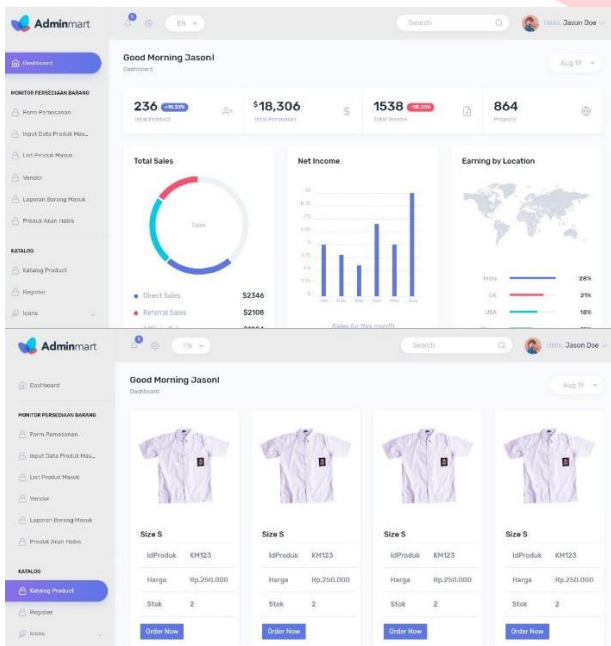 Adminmart
EN
Search
Hello, Jason Doe
Dashboard
Good Morning Jason!
Dashboard
Aug 19
MONITOR PERSEDIAAN BARANG
Form Pemesanan
Input Data Produk Mas...
List Produk Masuk
Vendor
Laporan Barang Masuk
Produk Akan Habis
KATALOG
Katalog Product
Register
Icons
236 +18.33%
Total Product
$18,306
1538 -18.33%
Total Vendor
864
Projects
Total Sales
Sales
Direct Sales $2346
Referral Sales $2108
Net Income
Jan Feb Mar Jun Aug
Sales for this month
Earning by Location
India 28%
UK 21%
USA 18%
Adminmart
EN
Search
Hello, Jason Doe
Dashboard
Good Morning Jason!
Dashboard
Aug 19
MONITOR PERSEDIAAN BARANG
Form Pemesanan
Input Data Produk Mas...
List Produk Masuk
Vendor
Laporan Barang Masuk
Produk Akan Habis
KATALOG
Katalog Product
Register
Icons
Size S Size S Size S Size S
IdProduk KM123 IdProduk KM123 IdProduk KM123 IdProduk KM123
Harga Rp.250.000 Harga Rp.250.000 Harga Rp.250.000 Harga Rp.250.000
Stok 2 Stok 2 Stok 2 Stok 2
Order Now Order Now Order Now Order Now